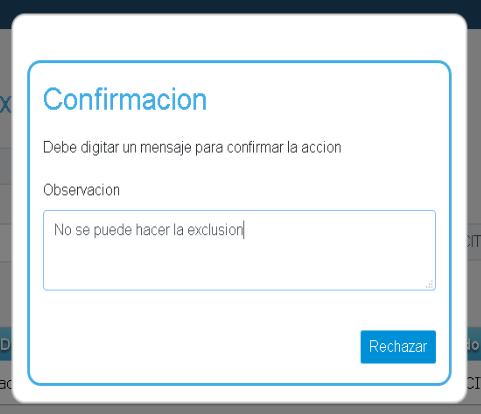 Confirmacion
Debe digitar un mensaje para confirmar la accion
Observacion
No se puede hacer la exclusion
Rechazar